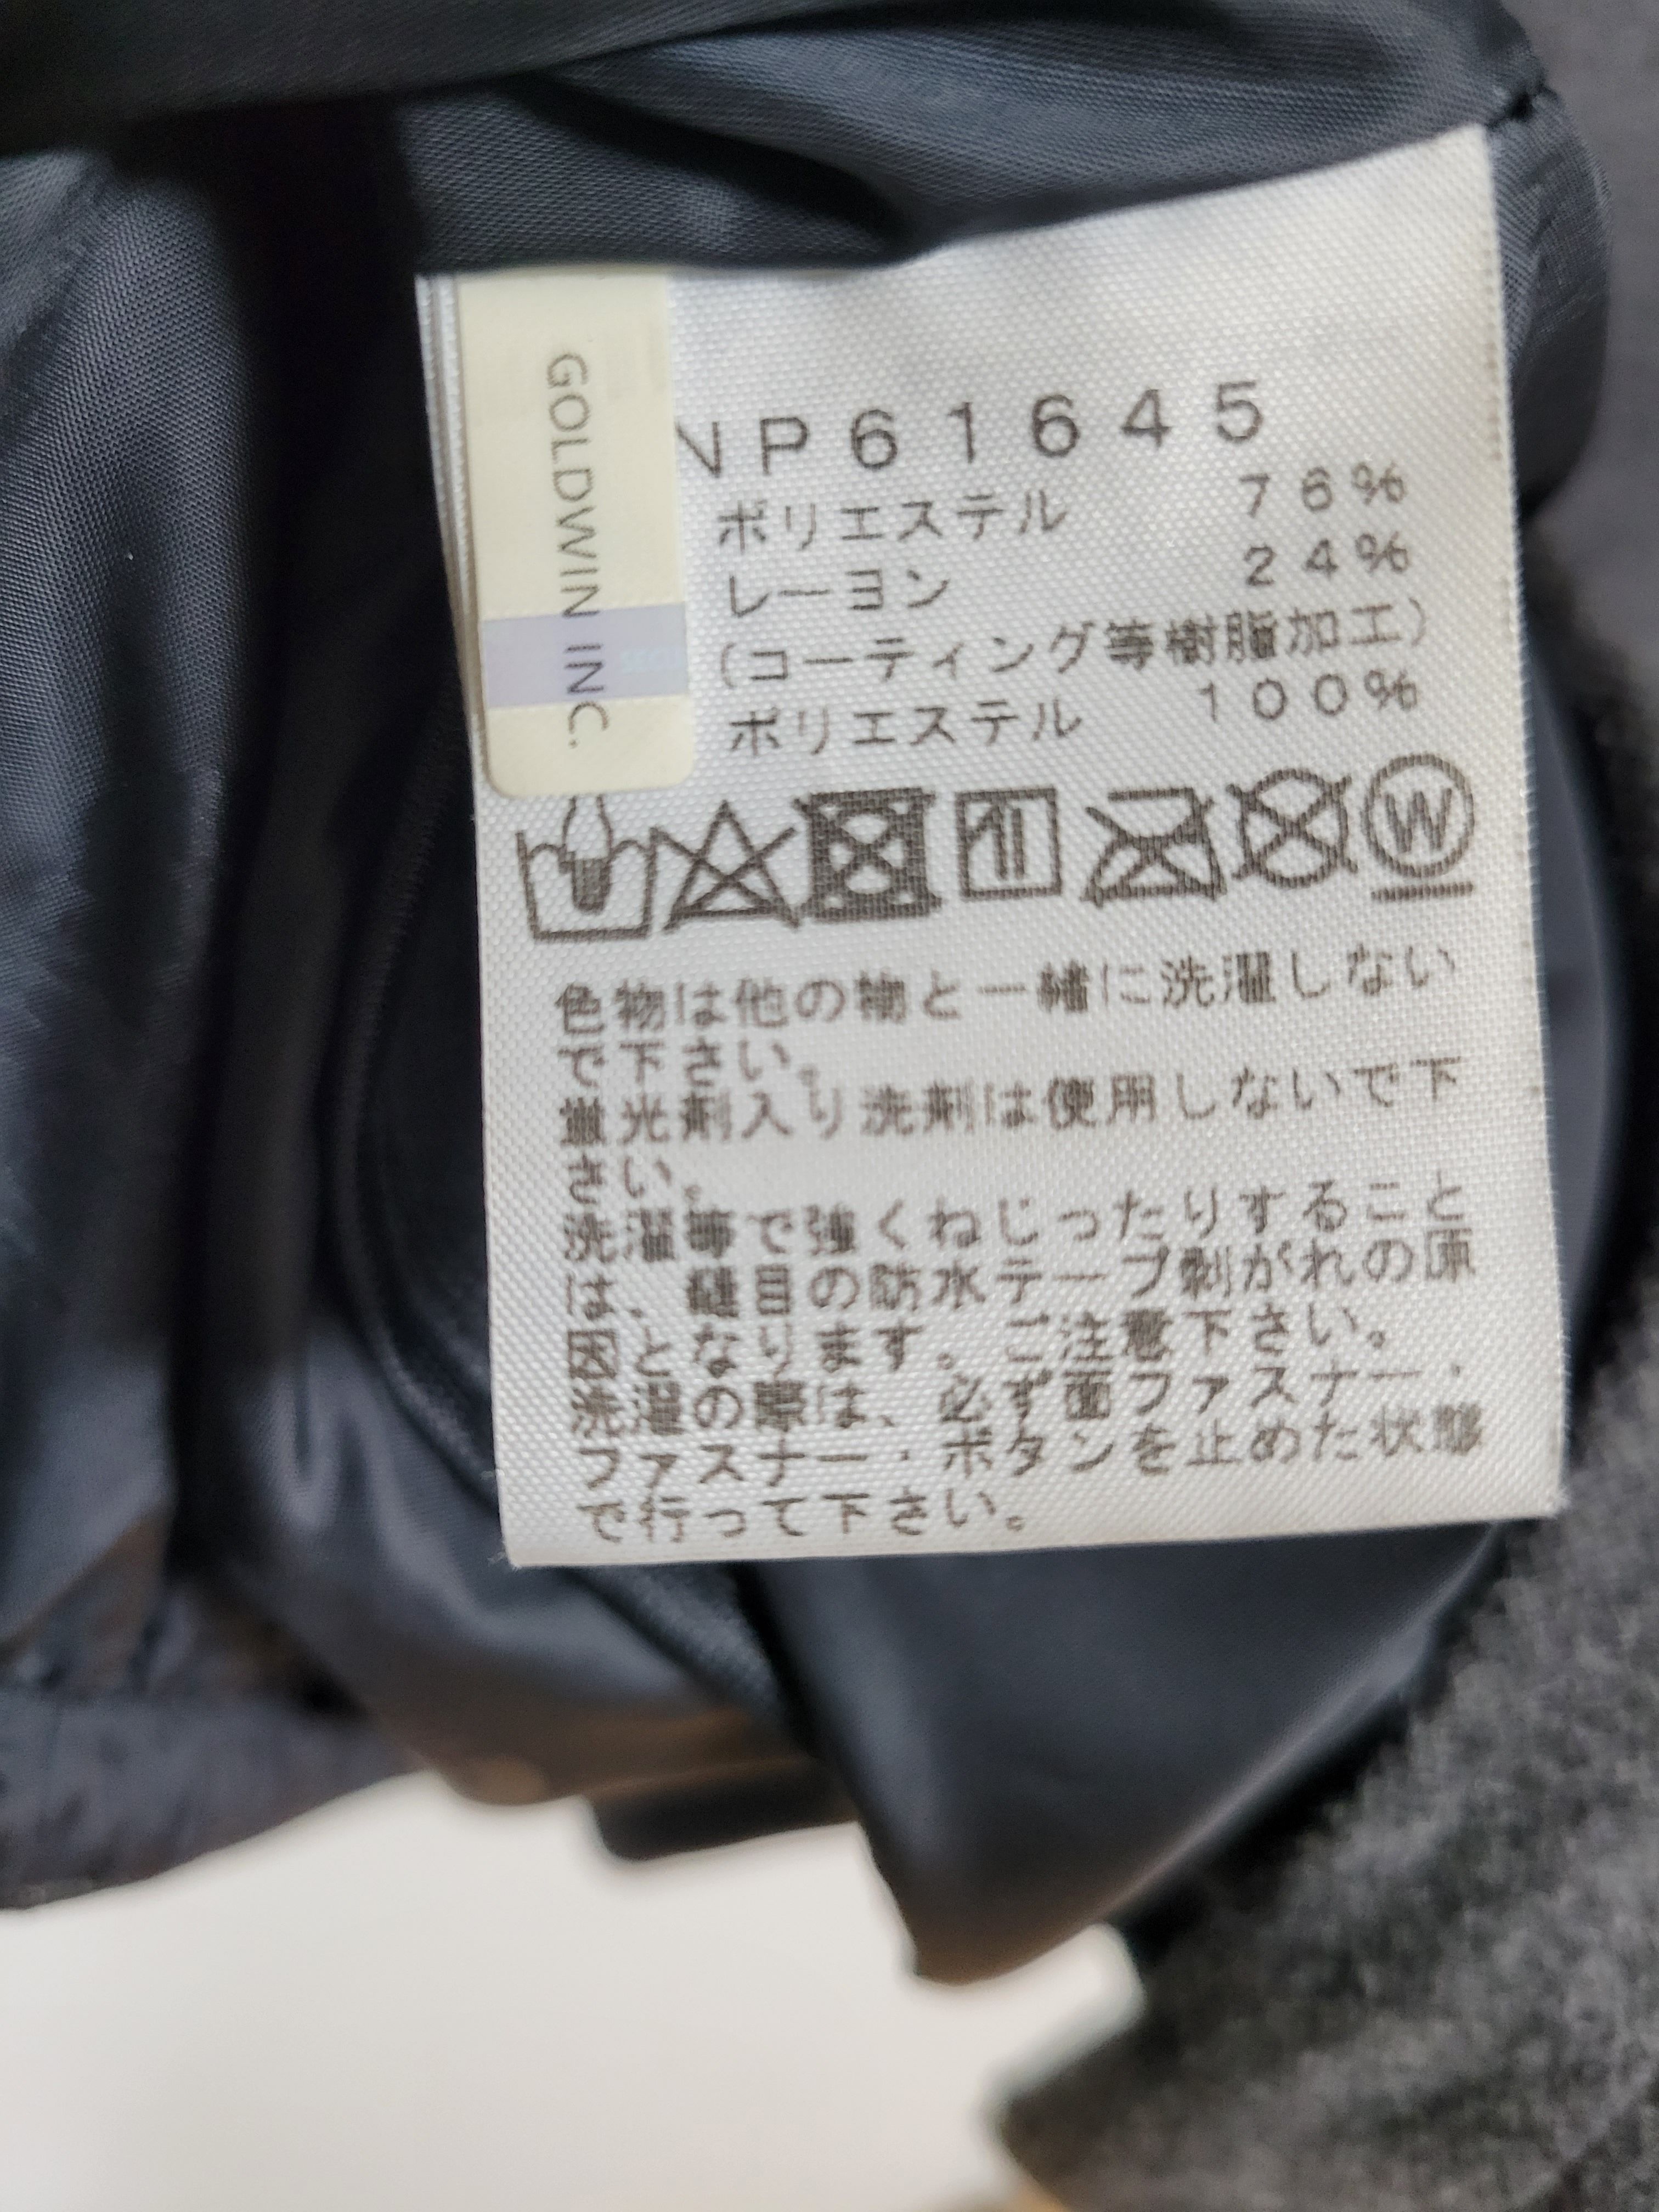 GOLDWIN INC.
NP61645
ポリエステル 76%
レーヨン 24%
(コーティング等樹脂加工)
ポリエステル 100%
W
色物は他の物と一緒に洗濯しない
で下さい。
蛍光剤入り洗剤は使用しないで下
さい。
洗濯等で強くねじったりすること
は、縫目の防水テープ剥がれの原
因となります。ご注意下さい。
洗濯の際は、必ず面ファスナー・
ファスナー・ボタンを止めた状態
で行って下さい。